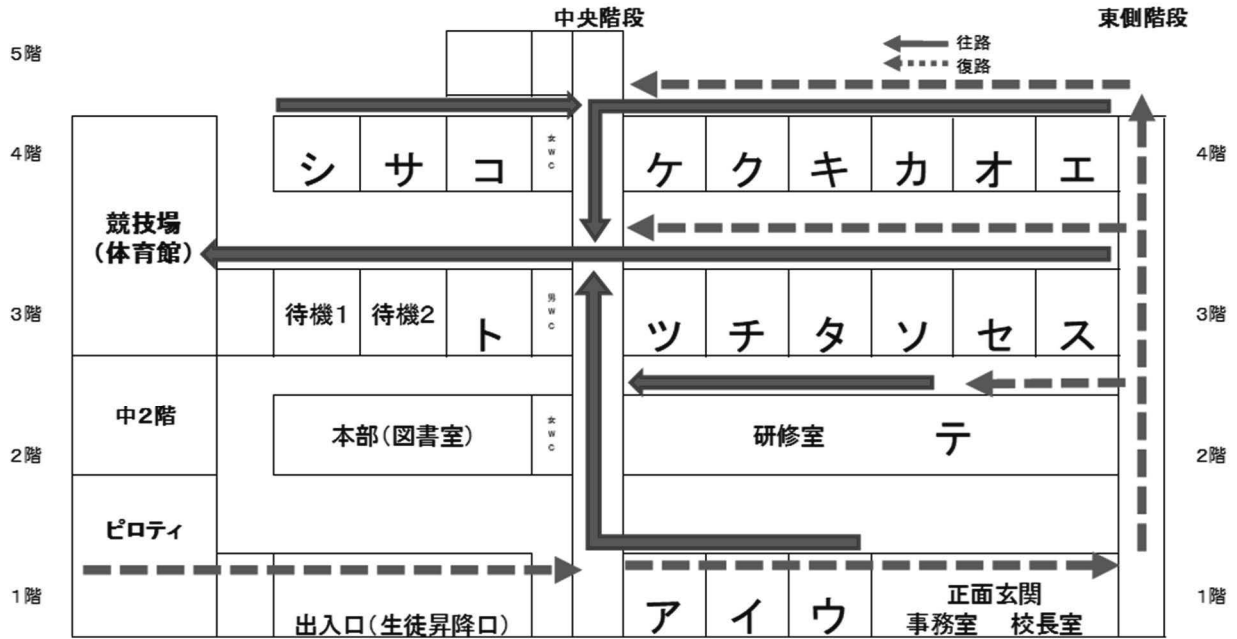 中央階段
東側階段
5階
往路
復路
4階
シ サ コ 女WC ケ ク キ カ オ エ
4階
競技場
(体育館)
3階
待機1 待機2 ト 男WC ツ チ タ ソ セ ス
3階
中2階
2階
本部(図書室) 女WC 研修室 テ
2階
ピロティ
1階
出入口(生徒昇降口)
ア イ ウ
正面玄関
事務室 校長室
1階